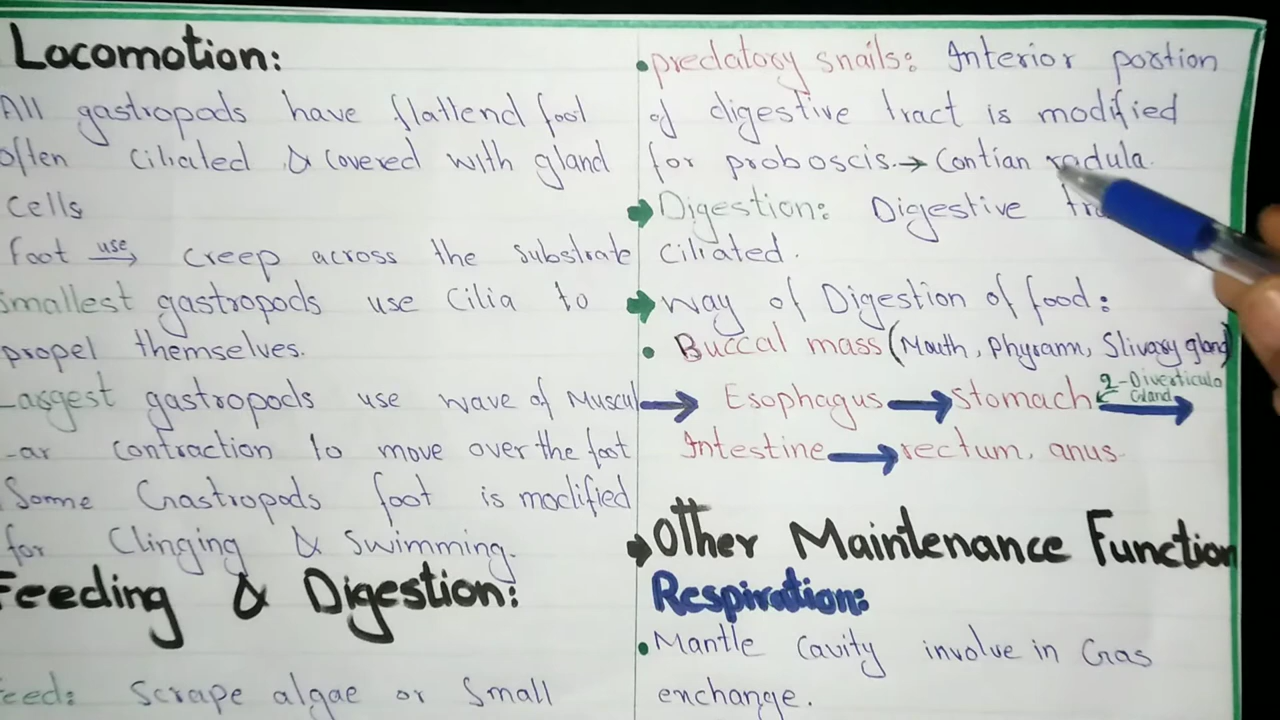 Locomotion:
All gastropods have flattend foot
often ciliated & covered with gland
cells
foot use → creep across the substrate
smallest gastropods use cilia to
propel themselves.
Largest gastropods use wave of Muscul
-ar contraction to move over the foot
Some Gastropods foot is modified
for Clinging & Swimming.
Feeding & Digestion:
feed: Scrape algae or Small
• predatory snails: Interior portion
of digestive tract is modified
for proboscis. → Contian radula.
Digestion: Digestive
ciliated.
way of Digestion of food:
• Buccal mass (Mouth, Phyramn, Slivary gland)
→ Esophagus → Stomach 2-Diverticulo Gland →
Intestine → rectum, anus.
Other Maintenance Function
Respiration:
• Mantle Cavity involve in Gas
exchange.